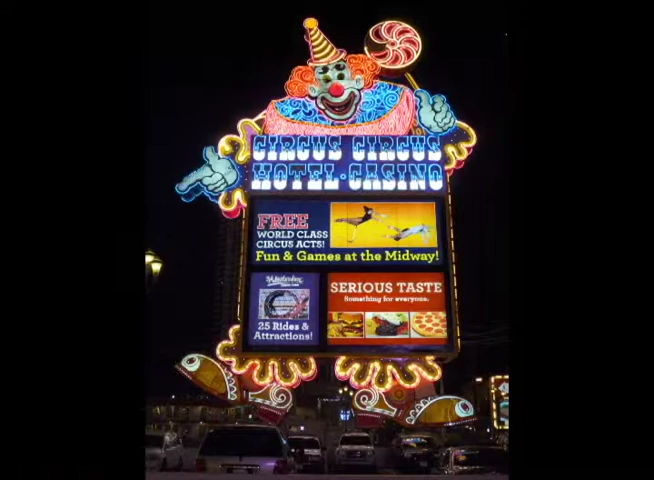 CIRCUS CIRCUS
HOTEL·CASINO
FREE
WORLD CLASS
CIRCUS ACTS!
Fun & Games at the Midway!
25 Rides &
Attractions!
SERIOUS TASTE
Something for everyone.